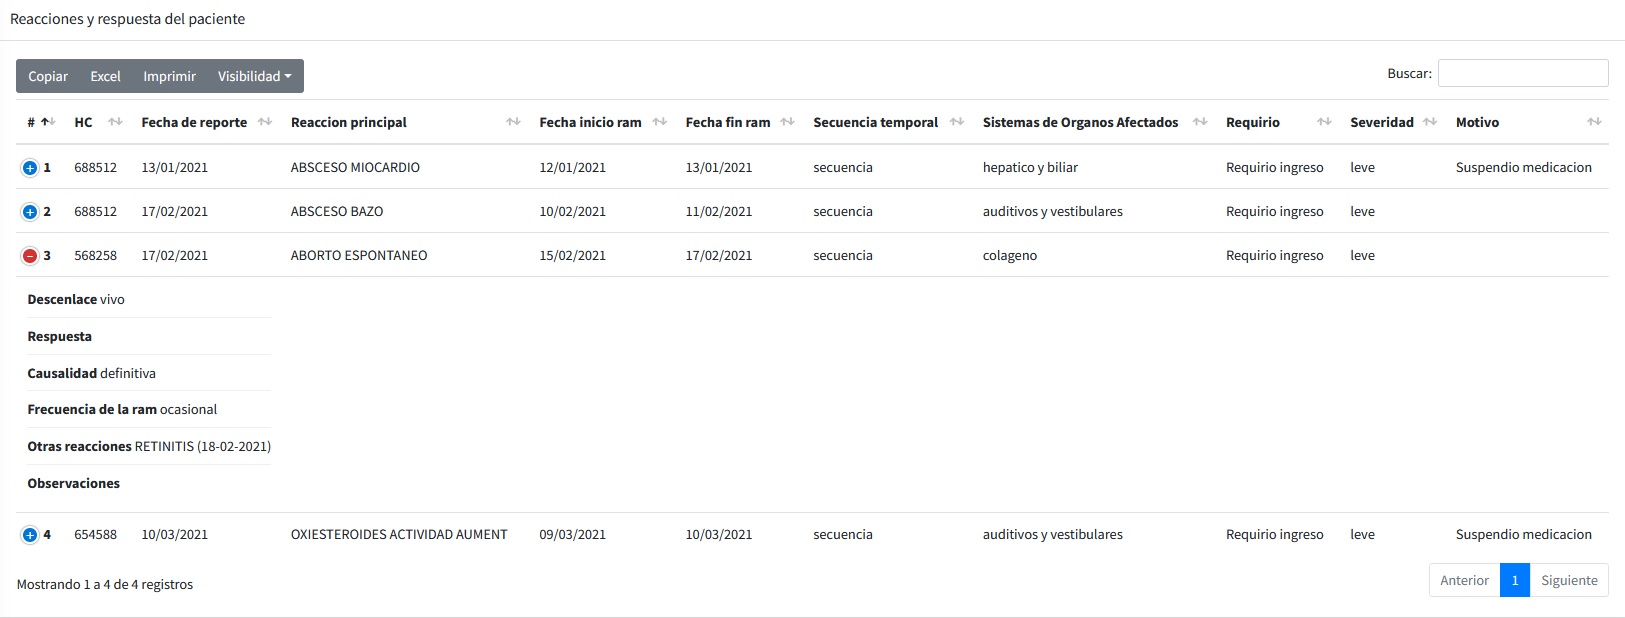 Reacciones y respuesta del paciente
Copiar Excel Imprimir Visibilidad
Buscar:
# HC Fecha de reporte Reaccion principal Fecha inicio ram Fecha fin ram Secuencia temporal Sistemas de Organos Afectados Requirio Severidad Motivo
1 688512 13/01/2021 ABSCESO MIOCARDIO 12/01/2021 13/01/2021 secuencia hepatico y biliar Requirio ingreso leve Suspendio medicacion
2 688512 17/02/2021 ABSCESO BAZO 10/02/2021 11/02/2021 secuencia auditivos y vestibulares Requirio ingreso leve
3 568258 17/02/2021 ABORTO ESPONTANEO 15/02/2021 17/02/2021 secuencia colageno Requirio ingreso leve
Descenlace vivo
Respuesta
Causalidad definitiva
Frecuencia de la ram ocasional
Otras reacciones RETINITIS (18-02-2021)
Observaciones
4 654588 10/03/2021 OXIESTEROIDES ACTIVIDAD AUMENT 09/03/2021 10/03/2021 secuencia auditivos y vestibulares Requirio ingreso leve Suspendio medicacion
Mostrando 1 a 4 de 4 registros
Anterior 1 Siguiente